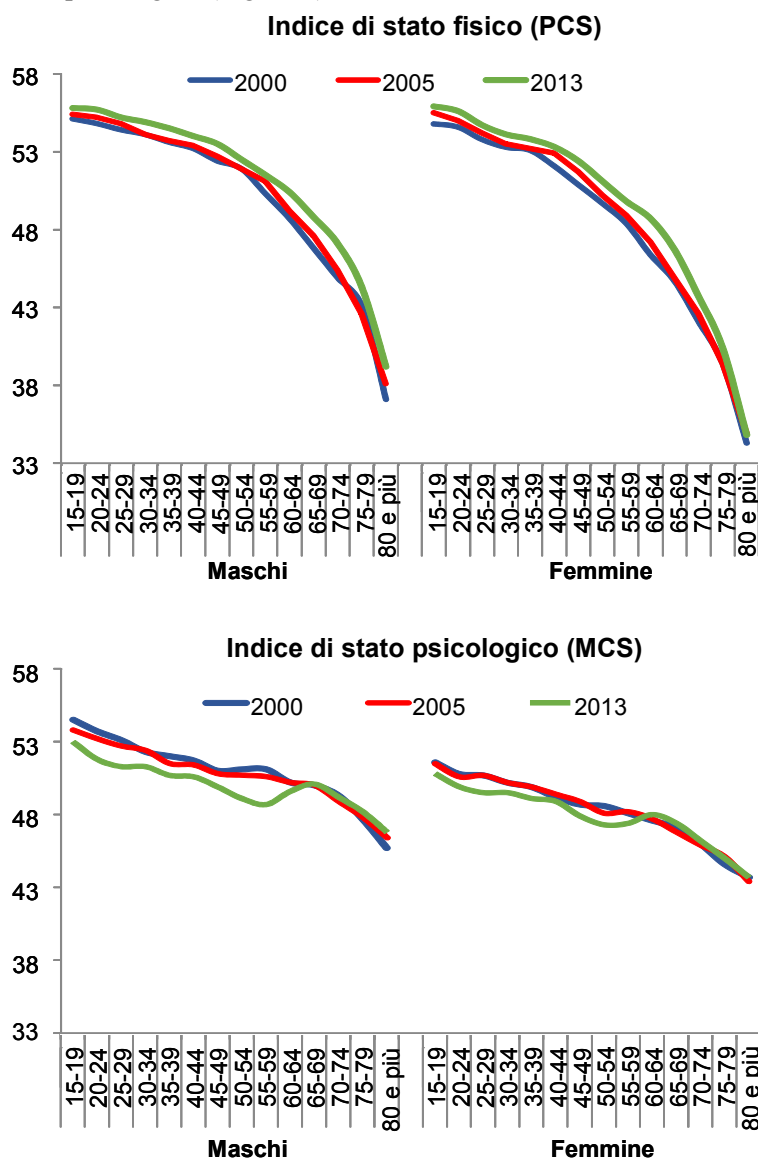 Indice di stato fisico (PCS)
2000 2005 2013 2000 2005 2013
58
53
48
43
38
33
15-19 20-24 25-29 30-34 35-39 40-44 45-49 50-54 55-59 60-64 65-69 70-74 75-79 80 e più 15-19 20-24 25-29 30-34 35-39 40-44 45-49 50-54 55-59 60-64 65-69 70-74 75-79 80 e più
Maschi Femmine
Indice di stato psicologico (MCS)
58
2000 2005 2013
53
48
43
38
33
15-19 20-24 25-29 30-34 35-39 40-44 45-49 50-54 55-59 60-64 65-69 70-74 75-79 80 e più 15-19 20-24 25-29 30-34 35-39 40-44 45-49 50-54 55-59 60-64 65-69 70-74 75-79 80 e più
Maschi Femmine